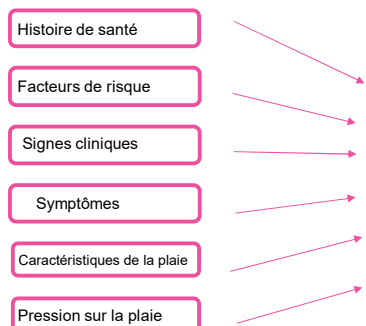 Histoire de santé
Facteurs de risque
Signes cliniques
Symptômes
Caractéristiques de la plaie
Pression sur la plaie